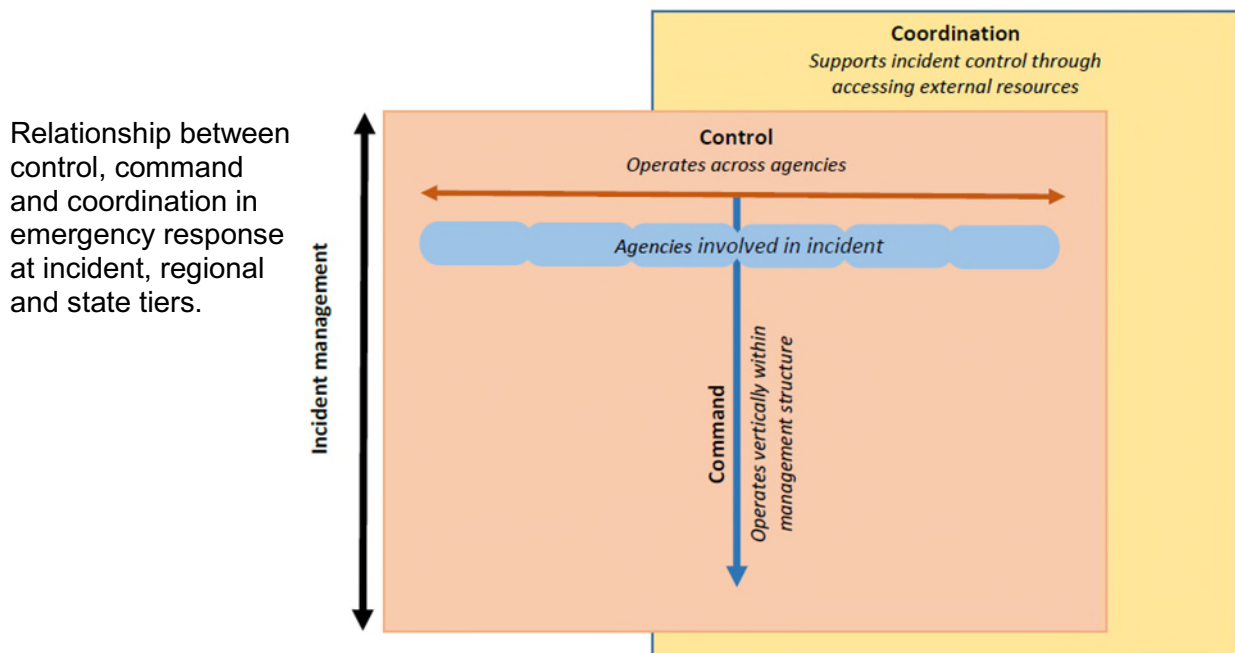 Relationship between
control, command
and coordination in
emergency response
at incident, regional
and state tiers.
Incident management
Coordination
Supports incident control through
accessing external resources
Control
Operates across agencies
Agencies involved in incident
Command
Operates vertically within
management structure